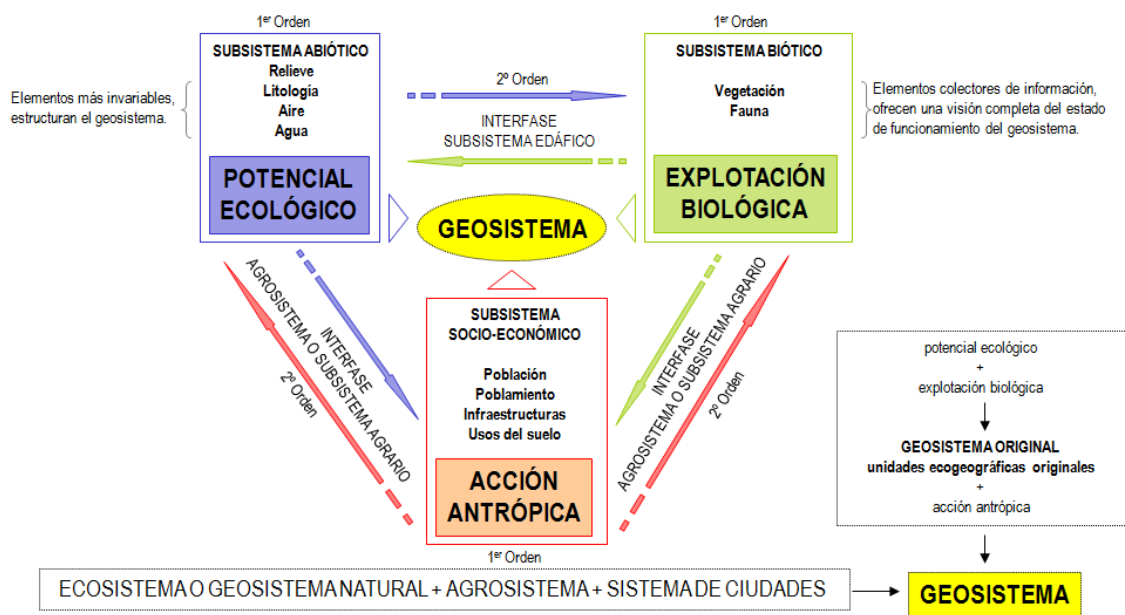 1er Orden
SUBSISTEMA ABIÓTICO
Relieve
Litología
Aire
Agua
POTENCIAL
ECOLÓGICO
Elementos más invariables,
estructuran el geosistema.
2º Orden
INTERFASE
SUBSISTEMA EDÁFICO
1er Orden
SUBSISTEMA BIÓTICO
Vegetación
Fauna
EXPLOTACIÓN
BIOLÓGICA
Elementos colectores de información,
ofrecen una visión completa del estado
de funcionamiento del geosistema.
GEOSISTEMA
INTERFASE
AGROSISTEMA O SUBSISTEMA AGRARIO
2º Orden
SUBSISTEMA
SOCIO-ECONÓMICO
Población
Poblamiento
Infraestructuras
Usos del suelo
ACCIÓN
ANTRÓPICA
1er Orden
INTERFASE
AGROSISTEMA O SUBSISTEMA AGRARIO
2º Orden
potencial ecológico
+
explotación biológica
GEOSISTEMA ORIGINAL
unidades ecogeográficas originales
+
acción antrópica
ECOSISTEMA O GEOSISTEMA NATURAL + AGROSISTEMA + SISTEMA DE CIUDADES
GEOSISTEMA